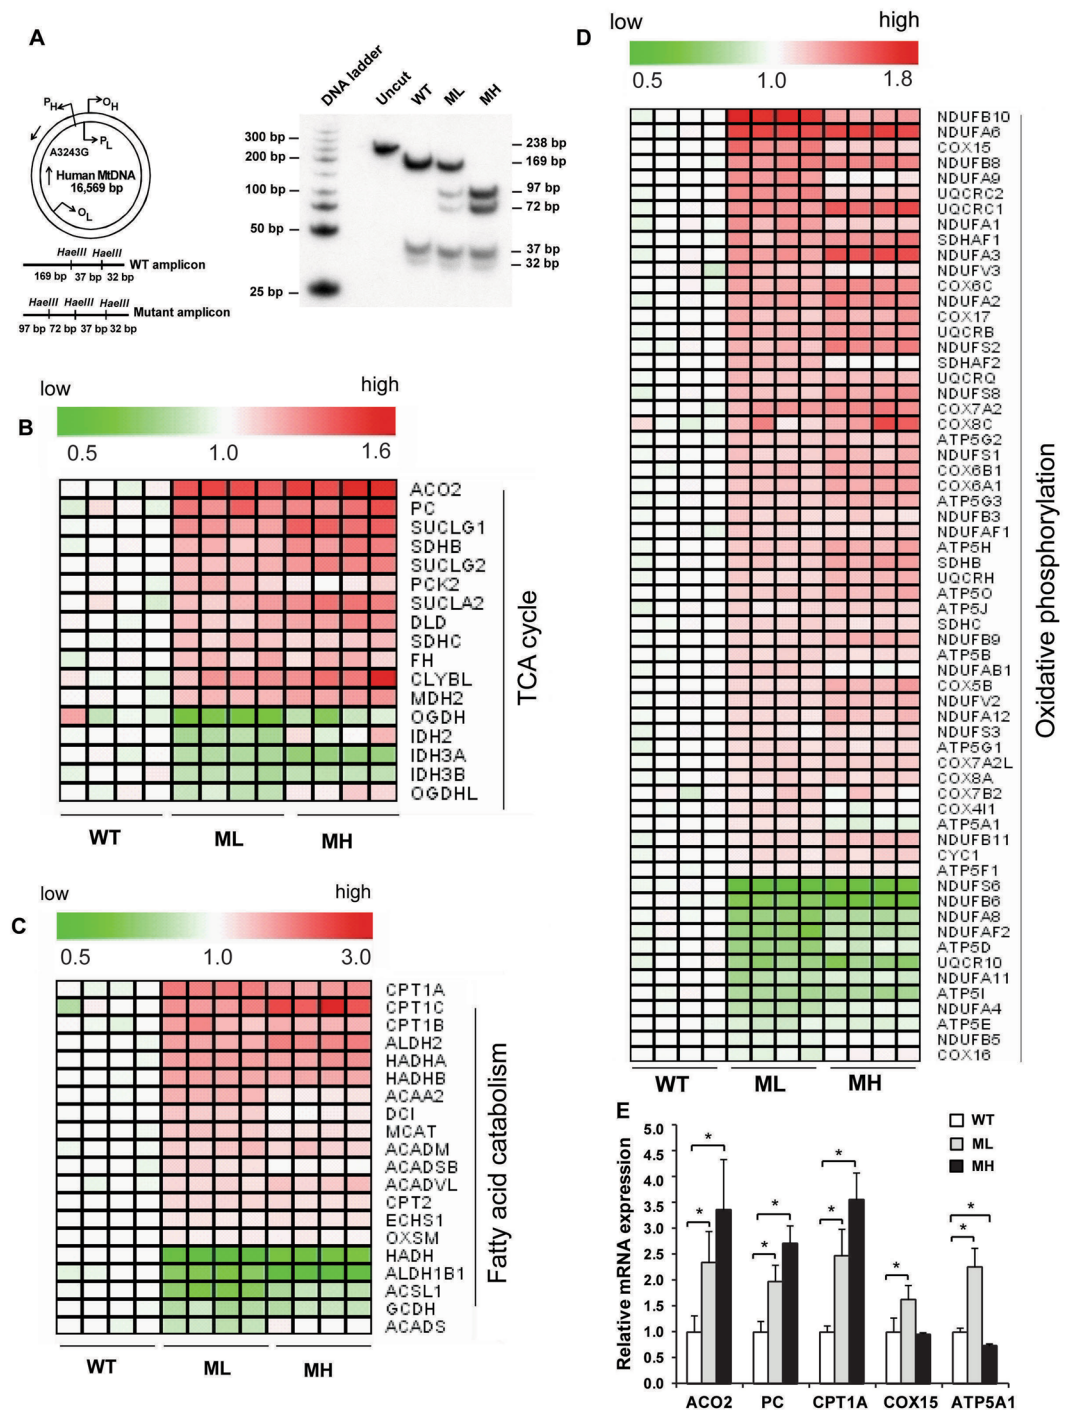 A
P_H
O_H
P_L
A3243G
Human MtDNA
16,569 bp
O_L
HaeIII HaeIII
WT amplicon
169 bp 37 bp 32 bp
HaeIII HaeIII HaeIII
Mutant amplicon
97 bp 72 bp 37 bp 32 bp
DNA ladder
Uncut
WT
ML
MH
300 bp
200 bp
100 bp
50 bp
25 bp
238 bp
169 bp
97 bp
72 bp
37 bp
32 bp
B
low high
0.5 1.0 1.6
ACO2
PC
SUCLG1
SDHB
SUCLG2
PCK2
SUCLA2
DLD
SDHC
FH
CLYBL
MDH2
OGDH
IDH2
IDH3A
IDH3B
OGDHL
TCA cycle
WT ML MH
C
low high
0.5 1.0 3.0
CPT1A
CPT1C
CPT1B
ALDH2
HADHA
HADHB
ACAA2
DCI
MCAT
ACADM
ACADSB
ACADVL
CPT2
ECHS1
OXSM
HADH
ALDH1B1
ACSL1
GCDH
ACADS
Fatty acid catabolism
WT ML MH
D
low high
0.5 1.0 1.8
NDUFB10
NDUFA6
COX15
NDUFB8
NDUFA9
UQCRC2
UQCRC1
NDUFA1
SDHAF1
NDUFA3
NDUFV3
COX6C
NDUFA2
COX17
UQCRB
NDUFS2
SDHAF2
UQCRQ
NDUFS8
COX7A2
COX8C
ATP5G2
NDUFS1
COX6B1
COX6A1
ATP5G3
NDUFB3
NDUFAF1
ATP5H
SDHB
UQCRH
ATP5O
ATP5J
SDHC
NDUFB9
ATP5B
NDUFAB1
COX5B
NDUFV2
NDUFA12
NDUFS3
ATP5G1
COX7A2L
COX8A
COX7B2
COX4I1
ATP5A1
NDUFB11
CYC1
ATP5F1
NDUFS6
NDUFB6
NDUFA8
NDUFAF2
ATP5D
UQCR10
NDUFA11
ATP5I
NDUFA4
ATP5E
NDUFB5
COX16
Oxidative phosphorylation
WT ML MH
E
WT
ML
MH
Relative mRNA expression
5.0
4.5
4.0
3.5
3.0
2.5
2.0
1.5
1.0
0.5
0.0
* * * * * * * * *
ACO2 PC CPT1A COX15 ATP5A1